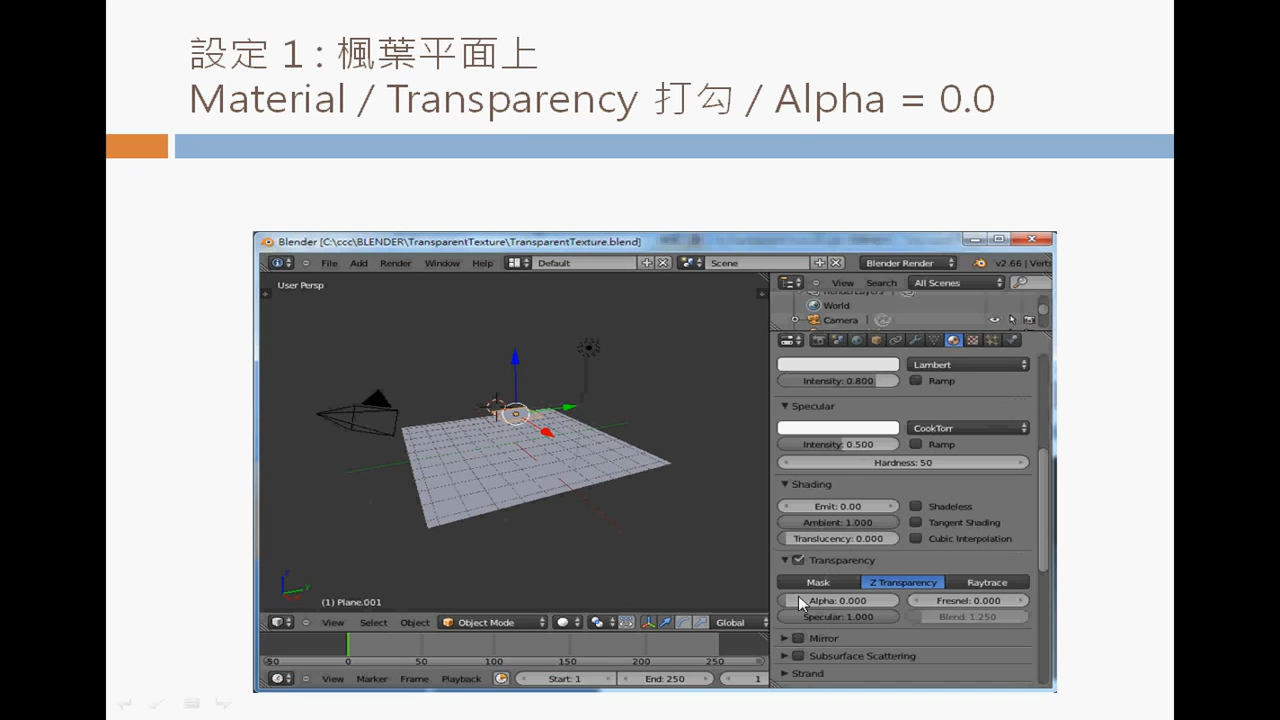 設定 1 : 楓葉平面上
Material / Transparency 打勾 / Alpha = 0.0
Blender [C:\ccc\BLENDER\TransparentTexture\TransparentTexture.blend]
File Add Render Window Help Default Scene Blender Render v2.66 | Verts
User Persp
View Search All Scenes
RenderLayers
World
Camera
Lambert
Intensity: 0.800 Ramp
Specular
CookTorr
Intensity: 0.500 Ramp
Hardness: 50
Shading
Emit: 0.00 Shadeless
Ambient: 1.000 Tangent Shading
Translucency: 0.000 Cubic Interpolation
Transparency
Mask Z Transparency Raytrace
Alpha: 0.000 Fresnel: 0.000
Specular: 1.000 Blend: 1.250
Mirror
Subsurface Scattering
Strand
(1) Plane.001
View Select Object Object Mode Global
-50 0 50 100 150 200 250
View Marker Frame Playback Start: 1 End: 250 1